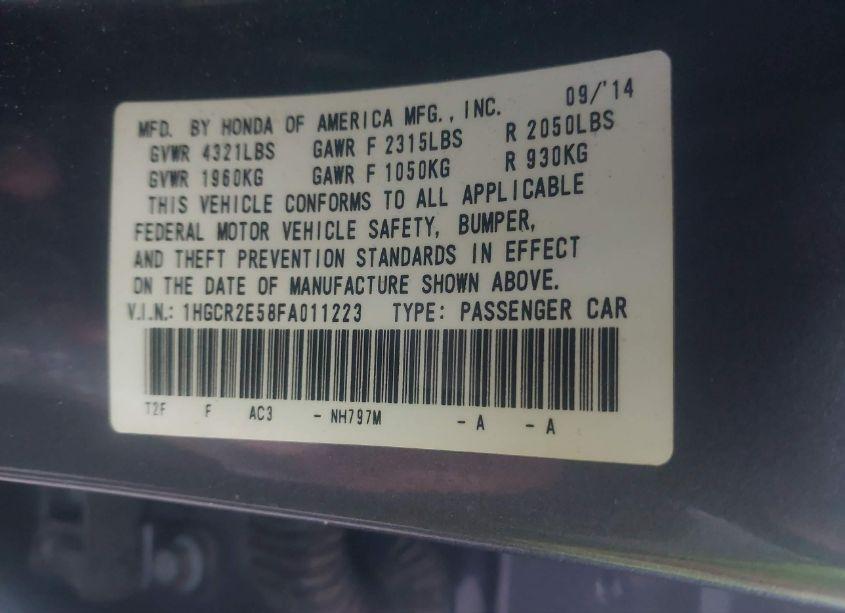 MFD. BY HONDA OF AMERICA MFG., INC. 09/'14
GVWR 4321LBS GAWR F 2315LBS R 2050LBS
GVWR 1960KG GAWR F 1050KG R 930KG
THIS VEHICLE CONFORMS TO ALL APPLICABLE
FEDERAL MOTOR VEHICLE SAFETY, BUMPER,
AND THEFT PREVENTION STANDARDS IN EFFECT
ON THE DATE OF MANUFACTURE SHOWN ABOVE.
V.I.N.: 1HGCR2E58FA011223 TYPE: PASSENGER CAR
T2F F AC3 - NH797M - A - A